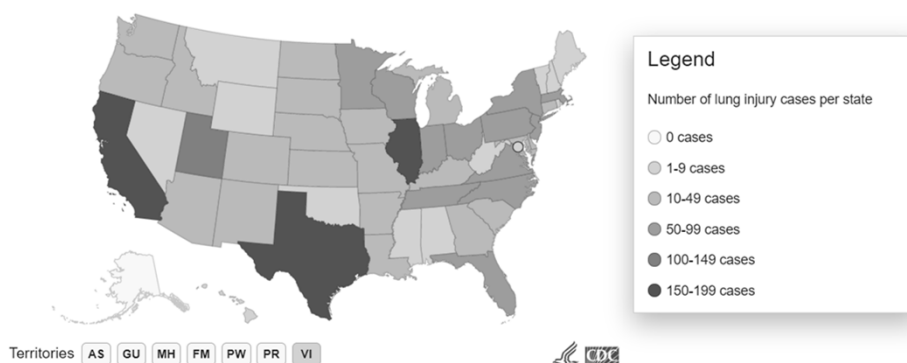 Legend
Number of lung injury cases per state
0 cases
1-9 cases
10-49 cases
50-99 cases
100-149 cases
150-199 cases
Territories AS GU MH FM PW PR VI
CDC